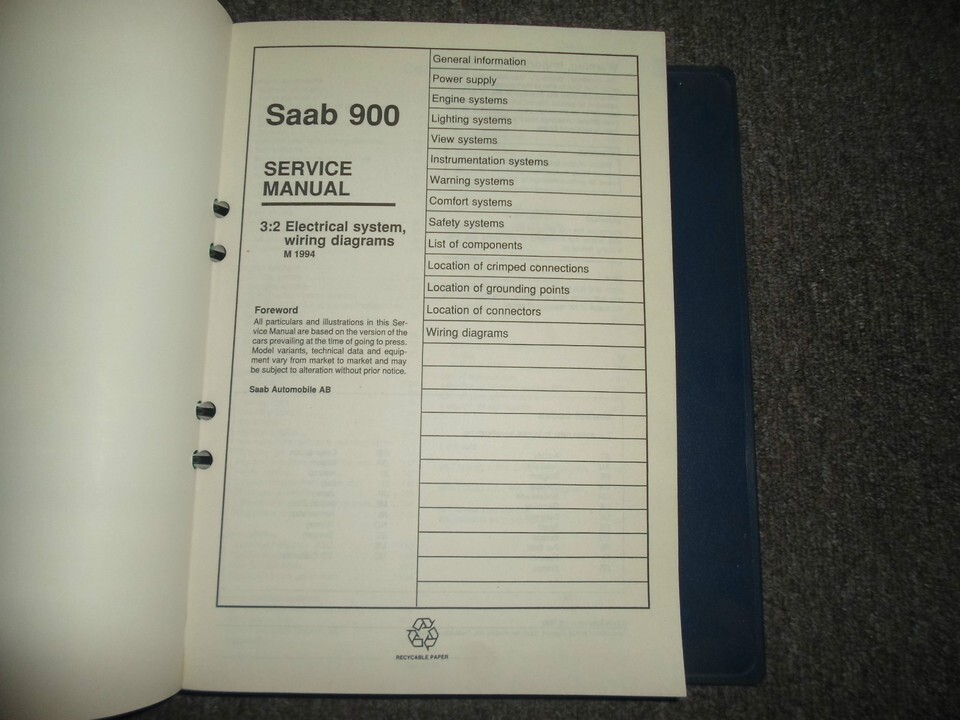 Saab 900
SERVICE
MANUAL
3:2 Electrical system,
wiring diagrams
M 1994
Foreword
All particulars and illustrations in this Ser-
vice Manual are based on the version of the
cars prevailing at the time of going to press.
Model variants, technical data and equip-
ment vary from market to market and may
be subject to alteration without prior notice.
Saab Automobile AB
General information
Power supply
Engine systems
Lighting systems
View systems
Instrumentation systems
Warning systems
Comfort systems
Safety systems
List of components
Location of crimped connections
Location of grounding points
Location of connectors
Wiring diagrams
RECYCABLE PAPER